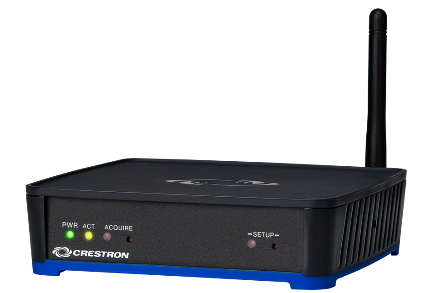 PWR ACT ACQUIRE
-SETUP-
CRESTRON